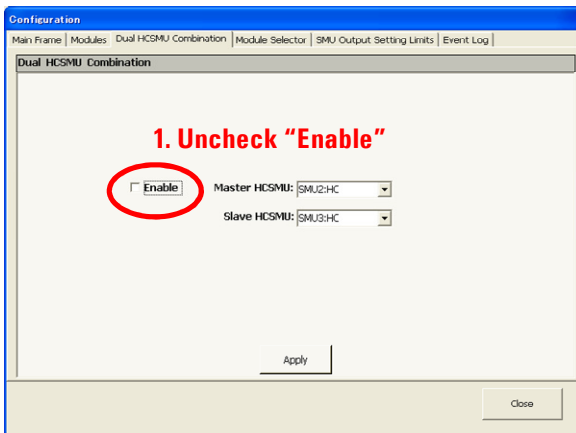 Configuration
Main Frame | Modules | Dual HCSMU Combination | Module Selector | SMU Output Setting Limits | Event Log |
Dual HCSMU Combination
1. Uncheck “Enable”
Enable Master HCSMU: SMU2:HC
Slave HCSMU: SMU3:HC
Apply
Close